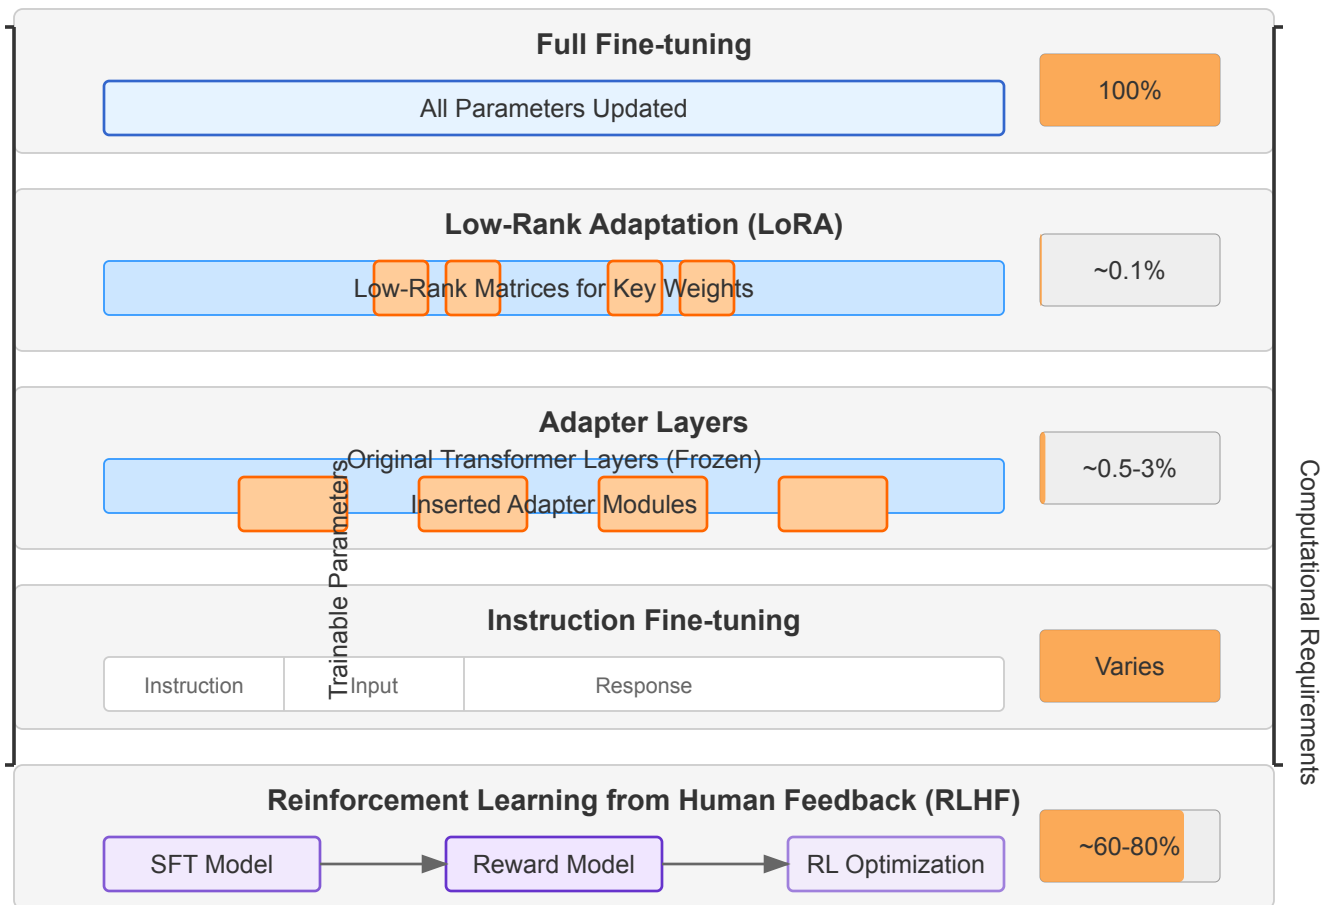 Full Fine-tuning
All Parameters Updated
100%
Low-Rank Adaptation (LoRA)
Low-Rank Matrices for Key Weights
~0.1%
Adapter Layers
Original Transformer Layers (Frozen)
Inserted Adapter Modules
~0.5-3%
Trainable Parameters
Computational Requirements
Instruction Fine-tuning
Instruction
Input
Response
Varies
Reinforcement Learning from Human Feedback (RLHF)
SFT Model
Reward Model
RL Optimization
~60-80%